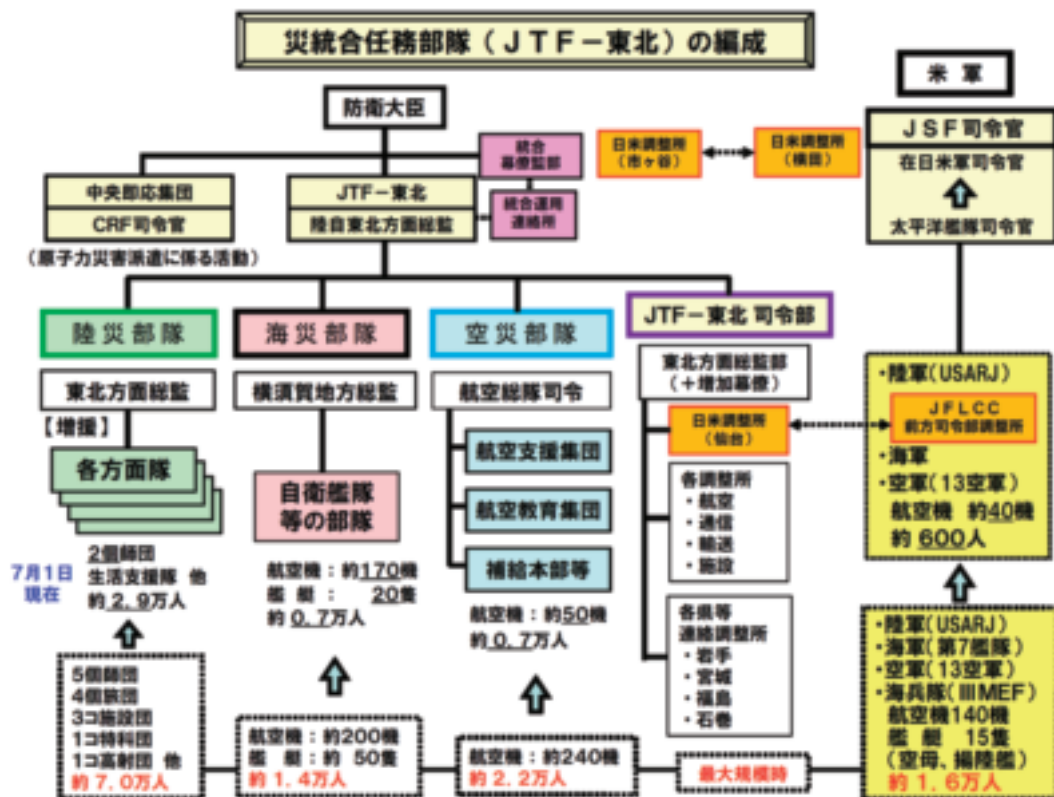 災統合任務部隊(JTF-東北)の編成
米 軍
防衛大臣
統合
幕僚監部
日米調整所
(市ヶ谷)
日米調整所
(横田)
JSF司令官
在日米軍司令官
太平洋艦隊司令官
中央即応集団
CRF司令官
(原子力災害派遣に係る活動)
JTF-東北
陸自東北方面総監
統合運用
連絡所
陸災部隊
海災部隊
空災部隊
JTF-東北 司令部
東北方面総監
横須賀地方総監
航空総隊司令
東北方面総監部
(+増加幕僚)
【増援】
各方面隊
自衛艦隊
等の部隊
航空支援集団
航空教育集団
補給本部等
日米調整所
(仙台)
各調整所
・航空
・通信
・輸送
・施設
各県等
連絡調整所
・岩手
・宮城
・福島
・石巻
・陸軍(USARJ)
JFLCC
前方司令部調整所
・海軍
・空軍(13空軍)
航空機 約40機
約600人
7月1日
現在
2個師団
生活支援隊 他
約2.9万人
航空機:約170機
艦 艇: 20隻
約0.7万人
航空機:約50機
約0.7万人
5個師団
4個旅団
3コ施設団
1コ特科団
1コ高射団 他
約7.0万人
航空機:約200機
艦 艇:約 50隻
約1.4万人
航空機:約240機
約2.2万人
最大規模時
・陸軍(USARJ)
・海軍(第7艦隊)
・空軍(13空軍)
・海兵隊(ⅢMEF)
航空機140機
艦 艇 15隻
(空母、揚陸艦)
約1.6万人